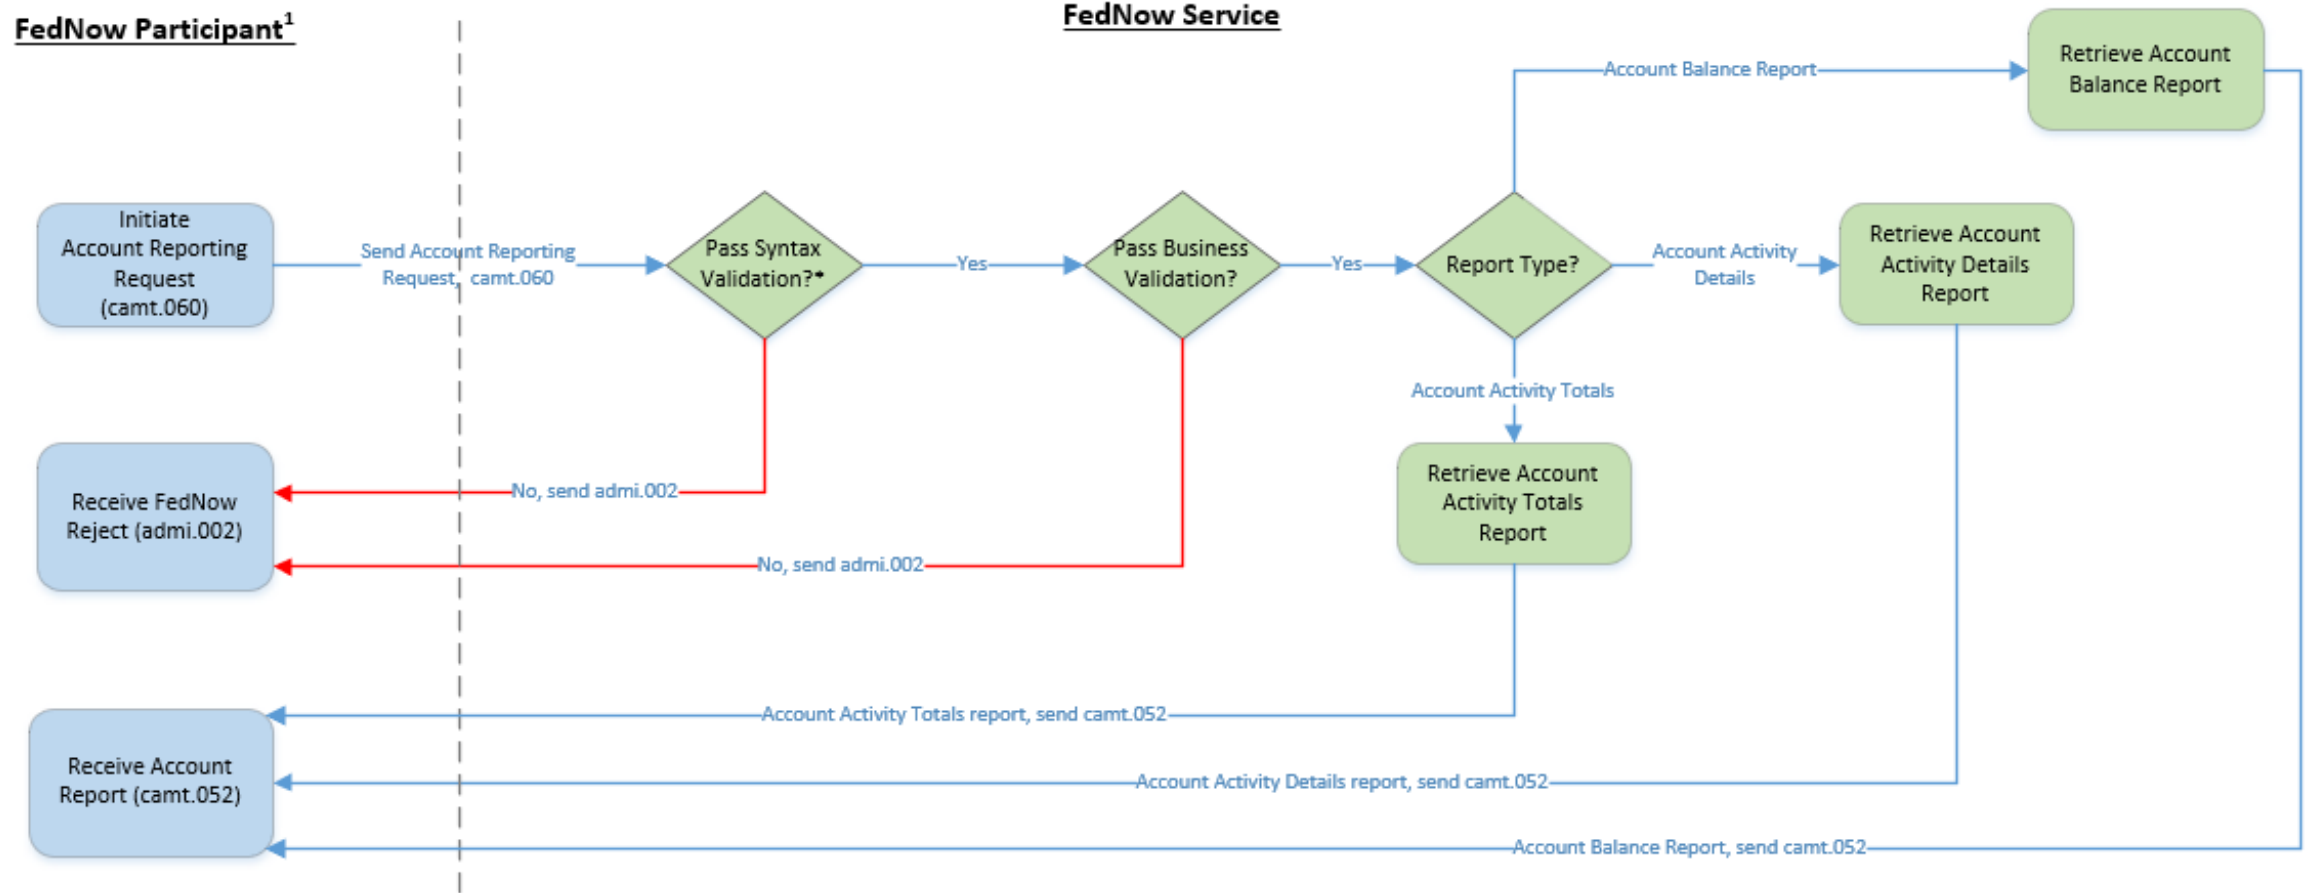 FedNow Participant1
FedNow Service
Account Balance Report
Retrieve Account
Balance Report
Initiate
Account Reporting
Request
(camt.060)
Send Account Reporting
Request, camt.060
Pass Syntax
Validation?*
Yes
Pass Business
Validation?
Yes
Report Type?
Account Activity
Details
Retrieve Account
Activity Details
Report
Account Activity Totals
Retrieve Account
Activity Totals
Report
Receive FedNow
Reject (admi.002)
No, send admi.002
No, send admi.002
Receive Account
Report (camt.052)
Account Activity Totals report, send camt.052
Account Activity Details report, send camt.052
Account Balance Report, send camt.052